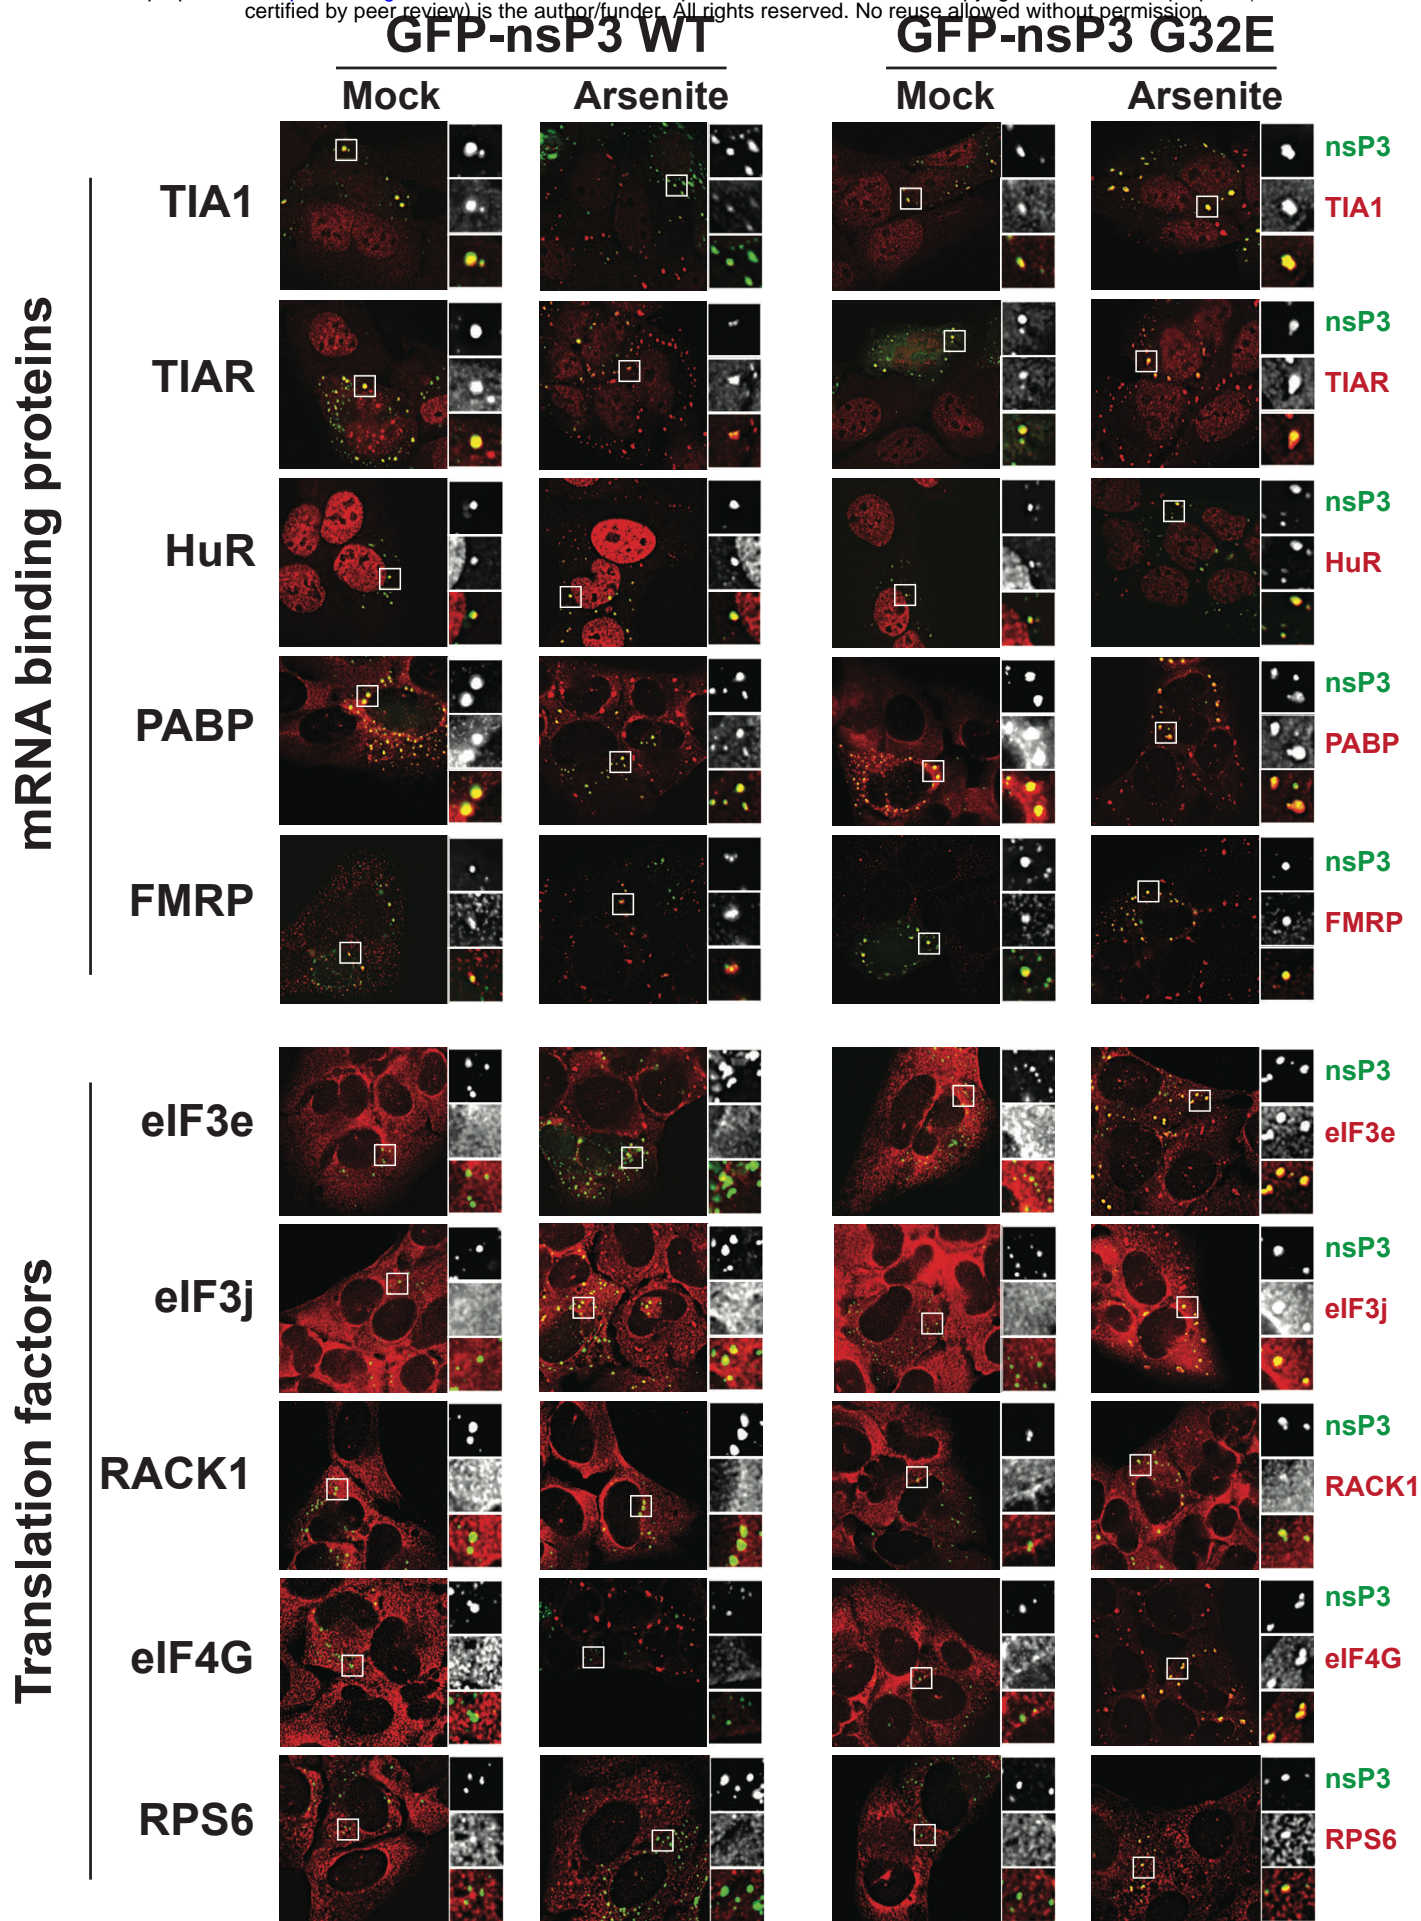 certified by peer review) is the author/funder. All rights reserved. No reuse allowed without permission.
GFP-nsP3 WT GFP-nsP3 G32E
Mock Arsenite Mock Arsenite
mRNA binding proteins
TIA1
nsP3
TIA1
TIAR
nsP3
TIAR
HuR
nsP3
HuR
PABP
nsP3
PABP
FMRP
nsP3
FMRP
Translation factors
eIF3e
nsP3
eIF3e
eIF3j
nsP3
eIF3j
RACK1
nsP3
RACK1
eIF4G
nsP3
eIF4G
RPS6
nsP3
RPS6